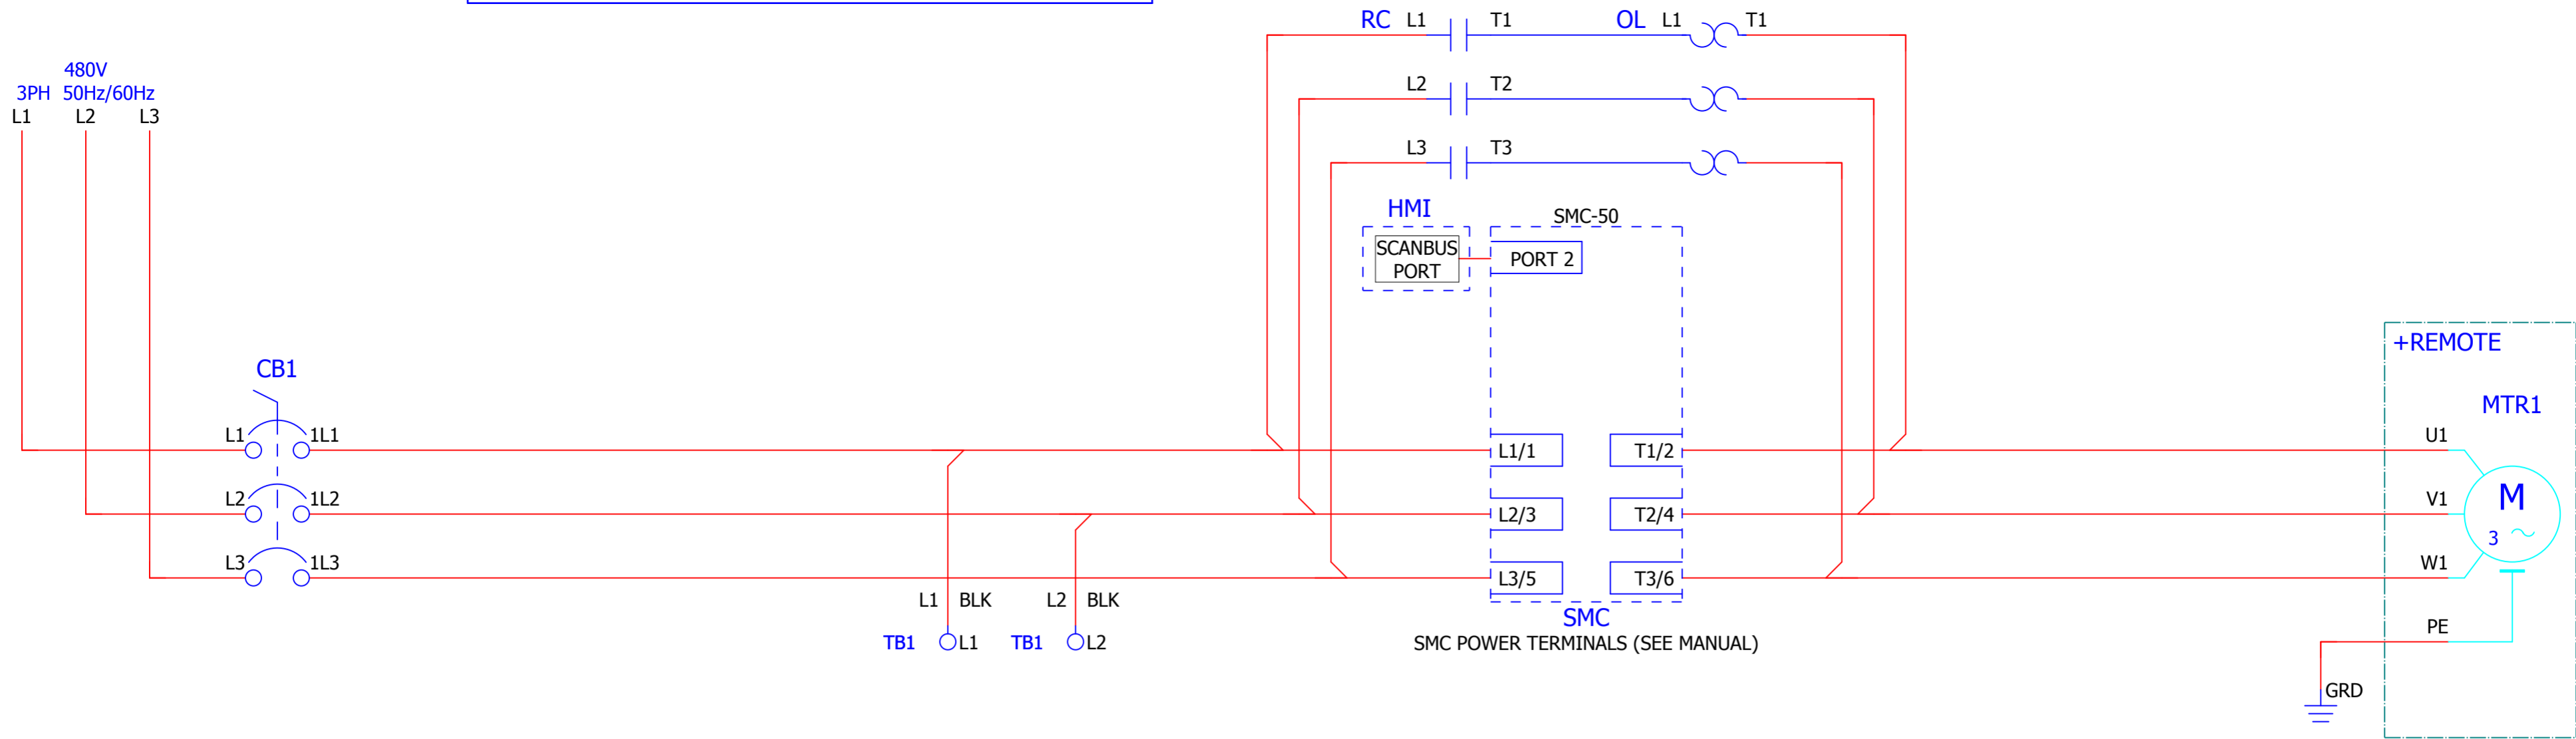 RC L1 T1 OL L1 T1
480V
3PH 50Hz/60Hz
L1 L2 L3
L2 T2
L3 T3
HMI
SMC-50
SCANBUS
PORT
PORT 2
+REMOTE
CB1
MTR1
L1 1L1
L1/1 T1/2
U1
L2 1L2
L2/3 T2/4
V1
M
3
L3 1L3
L3/5 T3/6
W1
L1 BLK L2 BLK
SMC
TB1 L1 TB1 L2
SMC POWER TERMINALS (SEE MANUAL)
PE
GRD